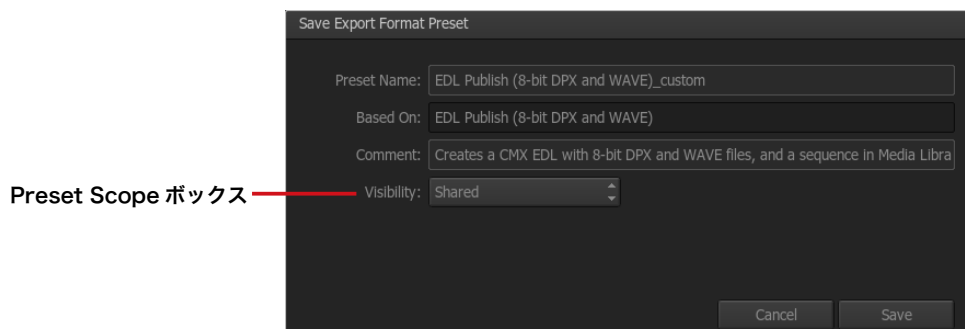 Save Export Format Preset
Preset Name: EDL Publish (8-bit DPX and WAVE)_custom
Based On: EDL Publish (8-bit DPX and WAVE)
Comment: Creates a CMX EDL with 8-bit DPX and WAVE files, and a sequence in Media Libra
Preset Scope ボックス Visibility: Shared
Cancel Save